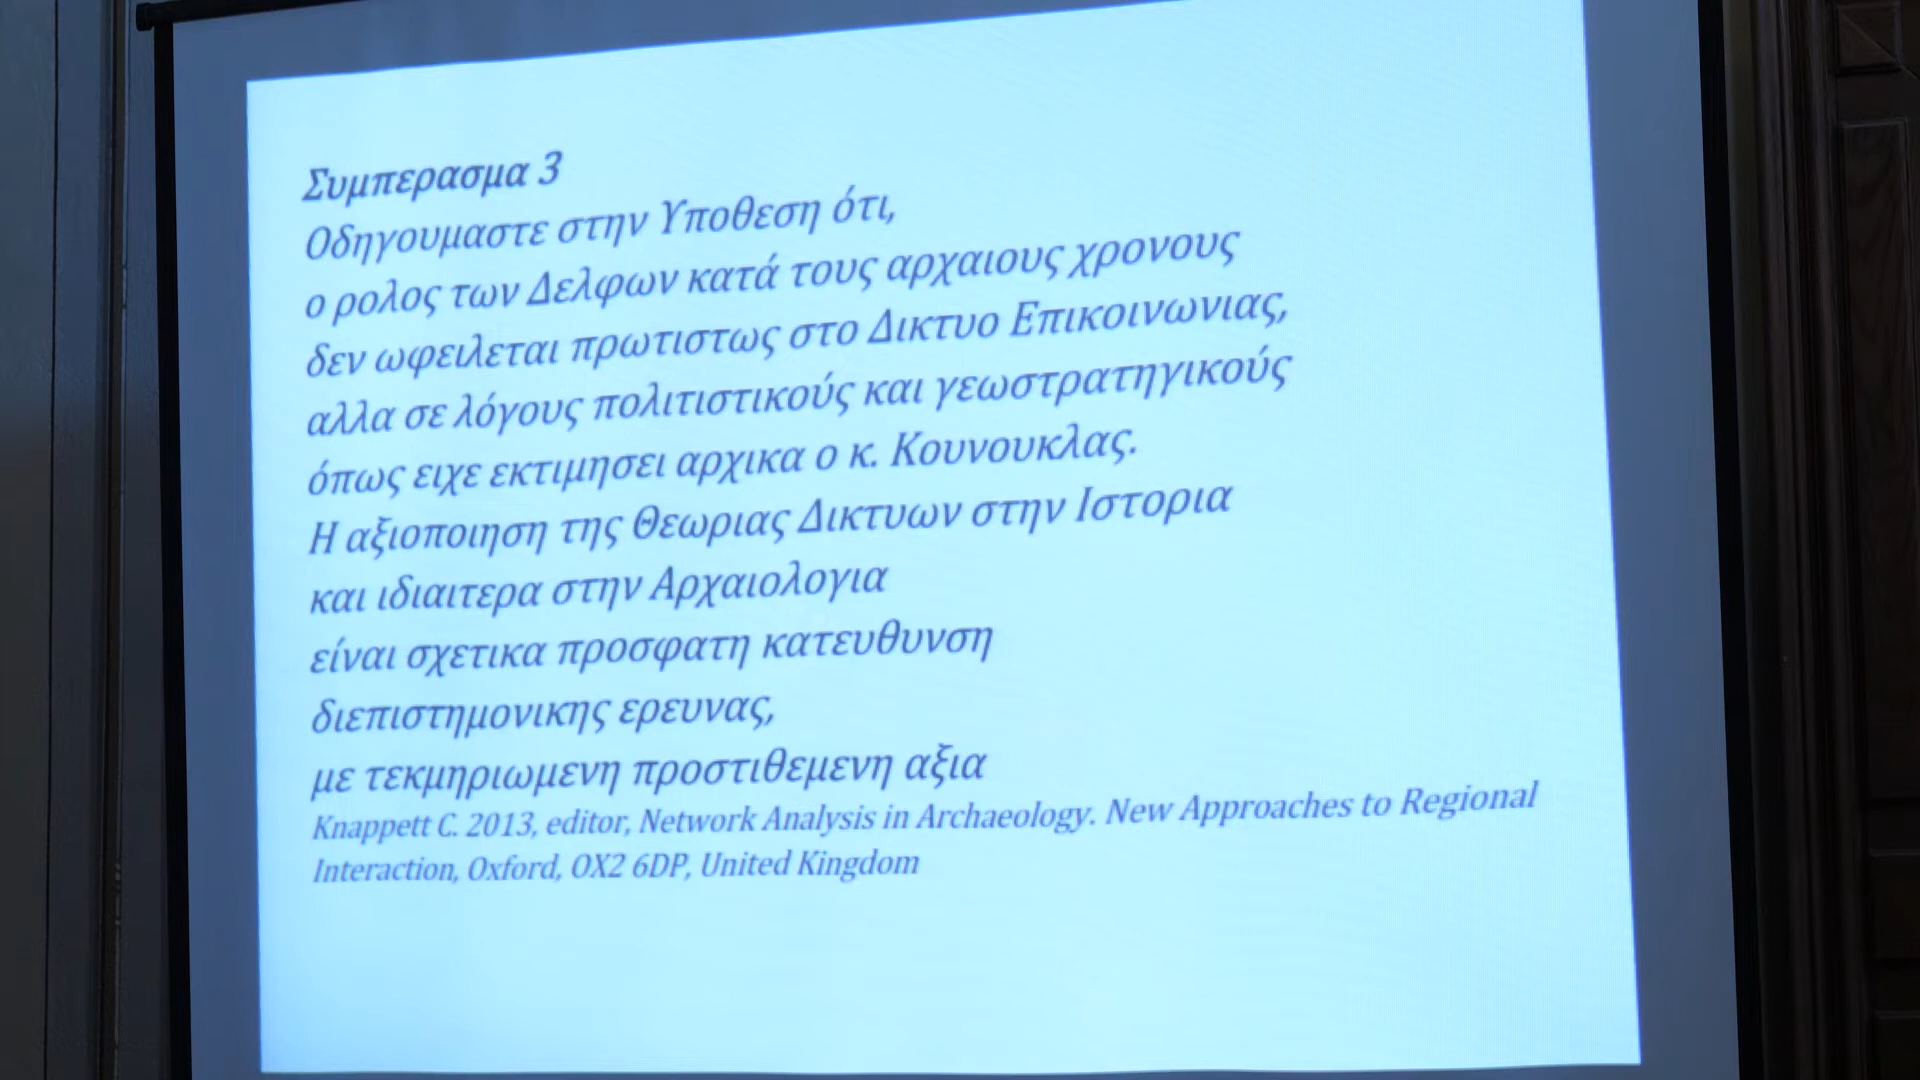 Συμπερασμα 3
Οδηγουμαστε στην Υποθεση ότι,
ο ρολος των Δελφων κατά τους αρχαιους χρονους
δεν ωφειλεται πρωτιστως στο Δικτυο Επικοινωνιας,
αλλα σε λόγους πολιτιστικούς και γεωστρατηγικούς
όπως ειχε εκτιμησει αρχικα ο κ. Κουνουκλας.
Η αξιοποιηση της Θεωριας Δικτυων στην Ιστορια
και ιδιαιτερα στην Αρχαιολογια
είναι σχετικα προσφατη κατευθυνση
διεπιστημονικης ερευνας,
με τεκμηριωμενη προστιθεμενη αξια
Knappett C. 2013, editor, Network Analysis in Archaeology. New Approaches to Regional
Interaction, Oxford, OX2 6DP, United Kingdom